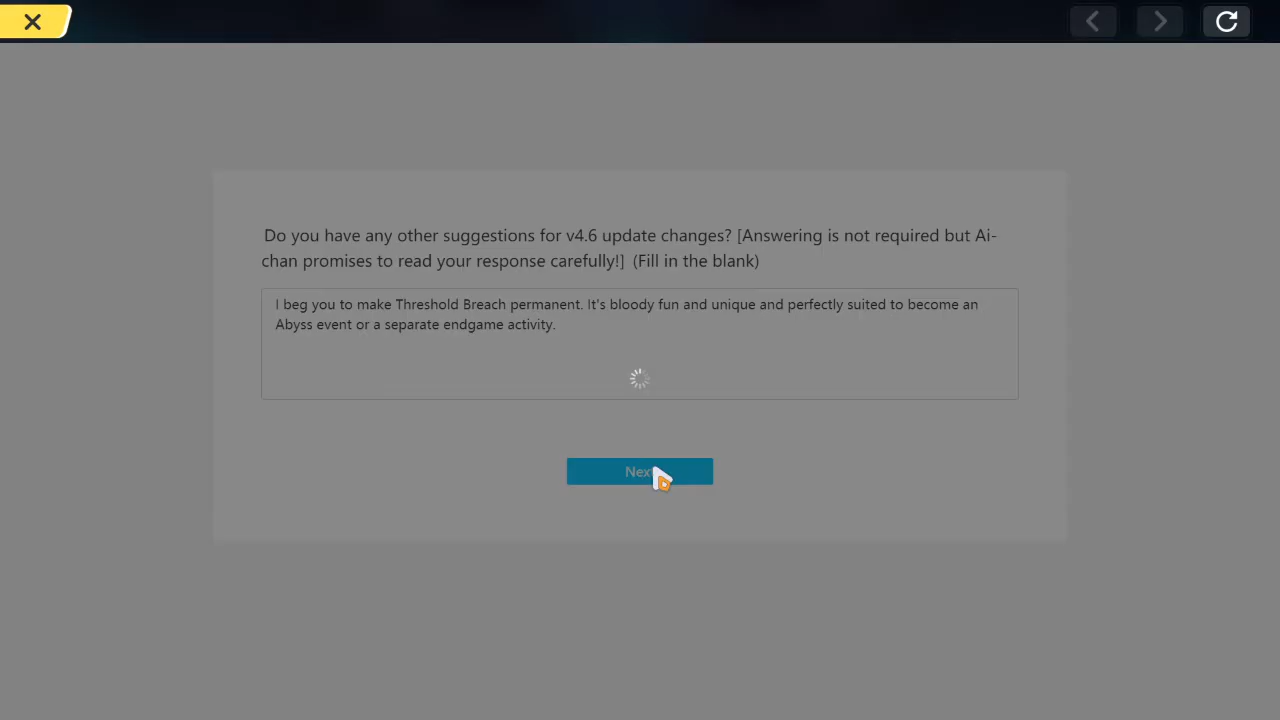 Do you have any other suggestions for v4.6 update changes? [Answering is not required but Ai-
chan promises to read your response carefully!] (Fill in the blank)
I beg you to make Threshold Breach permanent. It's bloody fun and unique and perfectly suited to become an
Abyss event or a separate endgame activity.
Next